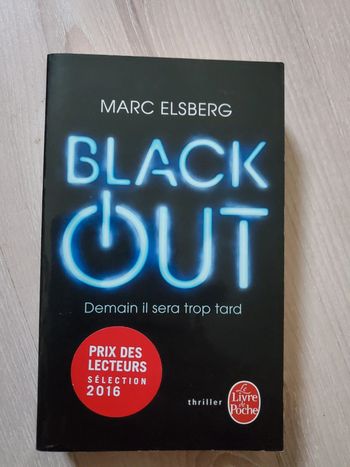 MARC ELSBERG
BLACK
OUT
Demain il sera trop tard
PRIX DES
LECTEURS
SÉLECTION
2016
thriller
Le
Livre
de
Poche